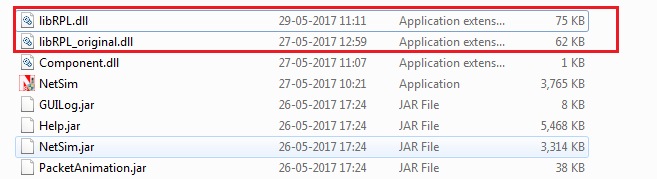 libRPL.dll 29-05-2017 11:11 Application extens... 75 KB
libRPL_original.dll 27-05-2017 12:59 Application extens... 62 KB
Component.dll 27-05-2017 11:07 Application extens... 1 KB
NetSim 27-05-2017 10:21 Application 3,765 KB
GUILog.jar 26-05-2017 17:24 JAR File 8 KB
Help.jar 26-05-2017 17:24 JAR File 5,468 KB
NetSim.jar 26-05-2017 17:24 JAR File 3,314 KB
PacketAnimation.jar 26-05-2017 17:24 JAR File 38 KB